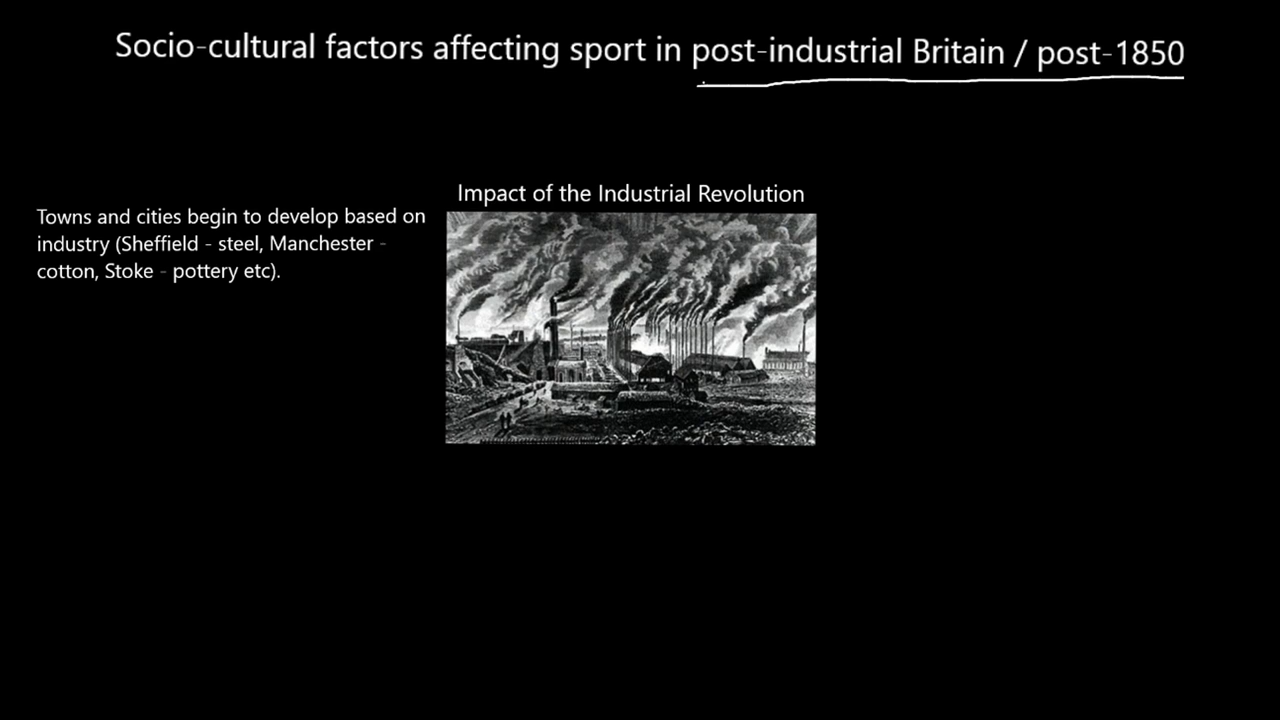 Socio-cultural factors affecting sport in post-industrial Britain / post-1850
Impact of the Industrial Revolution
Towns and cities begin to develop based on
industry (Sheffield - steel, Manchester -
cotton, Stoke - pottery etc).